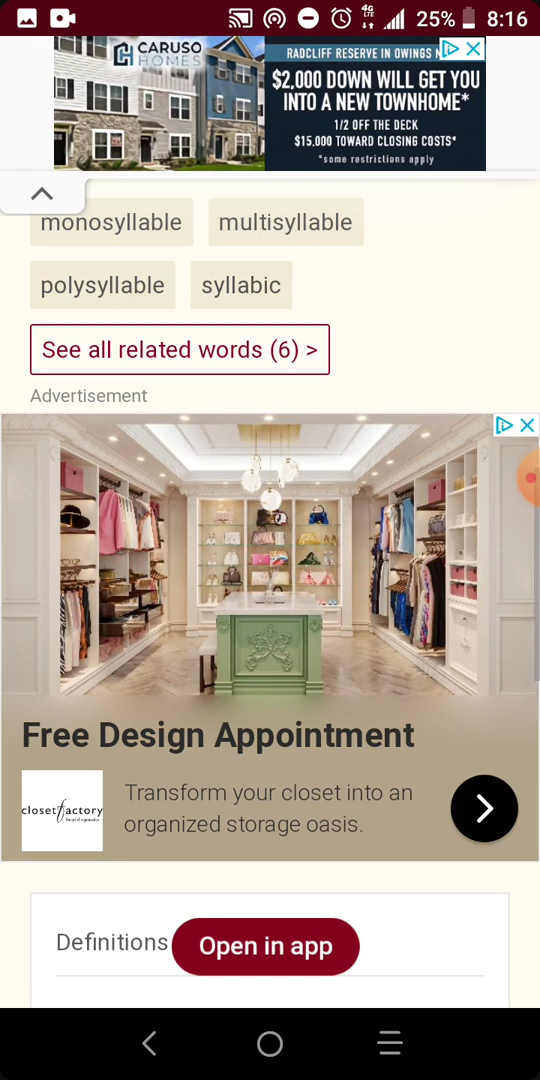 4G
LTE
25%
8:16
CARUSO
HOMES
RADCLIFF RESERVE IN OWINGS
$2,000 DOWN WILL GET YOU
INTO A NEW TOWNHOME*
1/2 OFF THE DECK
$15,000 TOWARD CLOSING COSTS*
*some restrictions apply
monosyllable multisyllable
polysyllable syllabic
See all related words (6) >
Advertisement
Free Design Appointment
closetfactory
Transform your closet into an
organized storage oasis.
Definitions
Open in app